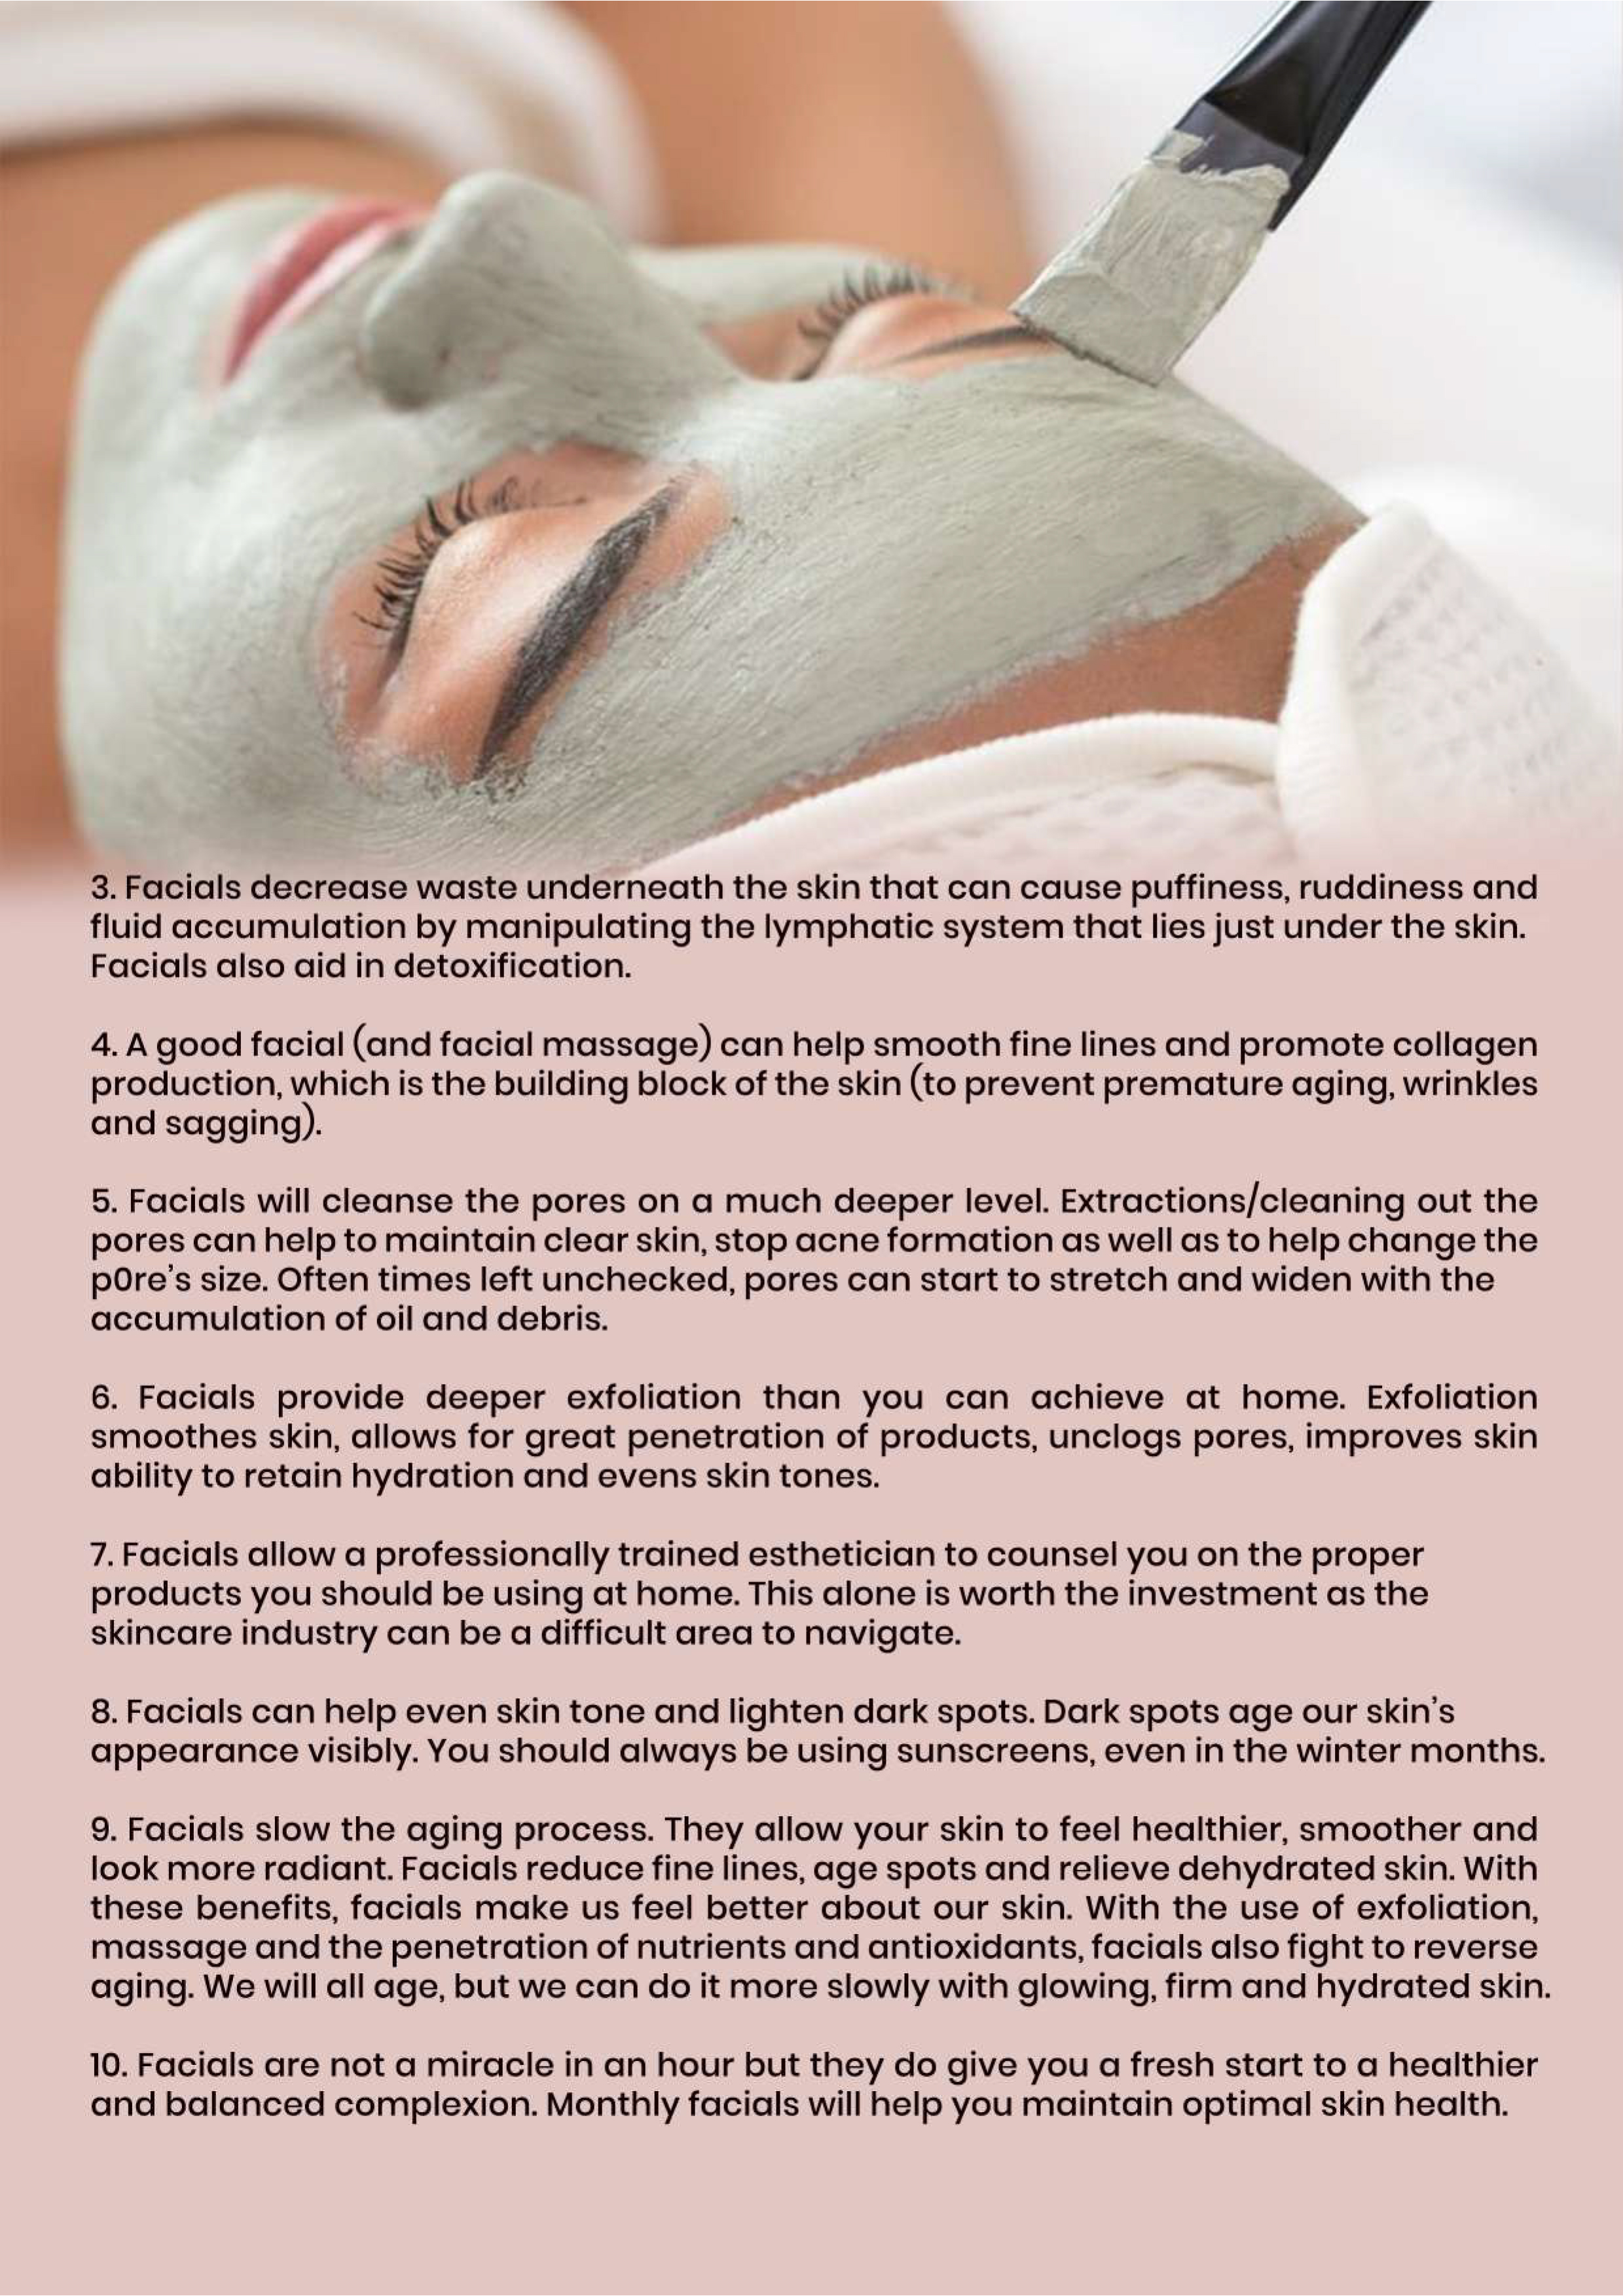 3. Facials decrease waste underneath the skin that can cause puffiness, ruddiness and
fluid accumulation by manipulating the lymphatic system that lies just under the skin.
Facials also aid in detoxification.
4. A good facial (and facial massage) can help smooth fine lines and promote collagen
production, which is the building block of the skin (to prevent premature aging, wrinkles
and sagging).
5. Facials will cleanse the pores on a much deeper level. Extractions/cleaning out the
pores can help to maintain clear skin, stop acne formation as well as to help change the
p0re's size. Often times left unchecked, pores can start to stretch and widen with the
accumulation of oil and debris.
6. Facials provide deeper exfoliation than you can achieve at home. Exfoliation
smoothes skin, allows for great penetration of products, unclogs pores, improves skin
ability to retain hydration and evens skin tones.
7. Facials allow a professionally trained esthetician to counsel you on the proper
products you should be using at home. This alone is worth the investment as the
skincare industry can be a difficult area to navigate.
8. Facials can help even skin tone and lighten dark spots. Dark spots age our skin's
appearance visibly. You should always be using sunscreens, even in the winter months.
9. Facials slow the aging process. They allow your skin to feel healthier, smoother and
look more radiant. Facials reduce fine lines, age spots and relieve dehydrated skin. With
these benefits, facials make us feel better about our skin. With the use of exfoliation,
massage and the penetration of nutrients and antioxidants, facials also fight to reverse
aging. We will all age, but we can do it more slowly with glowing, firm and hydrated skin.
10. Facials are not a miracle in an hour but they do give you a fresh start to a healthier
and balanced complexion. Monthly facials will help you maintain optimal skin health.